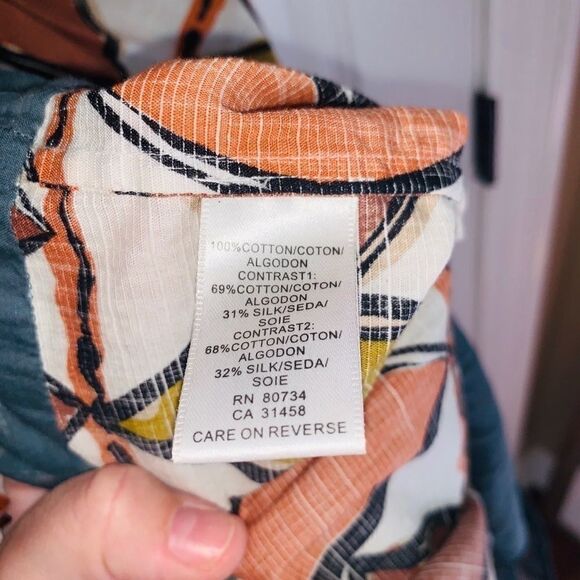 100%COTTON/COTON/
ALGODON
CONTRAST1:
69%COTTON/COTON/
ALGODON
31% SILK/SEDA/
SOIE
CONTRAST2:
68%COTTON/COTON/
ALGODON
32% SILK/SEDA/
SOIE
RN 80734
CA 31458
CARE ON REVERSE